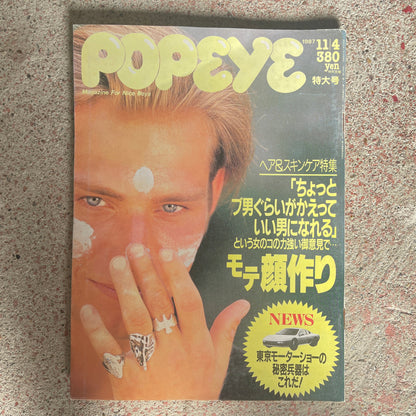 POPEYE
Magazine For Nice Boys
1987 11/4
380
yen
特大号
ヘア&スキンケア特集
「ちょっと
ブ男ぐらいがかえって
いい男になれる」
という女のコの力強い御意見で…
モテ顔作り
NEWS
東京モーターショーの
秘密兵器は
これだ!